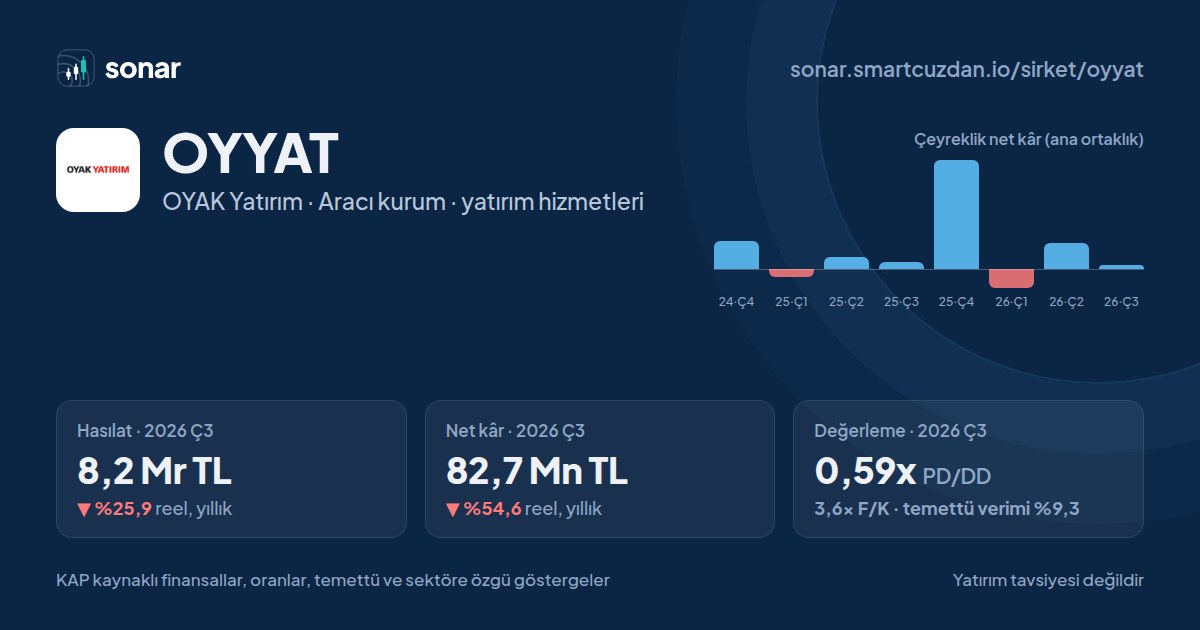 sonar
sonar.smartcuzdan.io/sirket/oyyat
OYAK YATIRIM
OYYAT
OYAK Yatırım · Aracı kurum · yatırım hizmetleri
Çeyreklik net kâr (ana ortaklık)
24·Ç4 25·Ç1 25·Ç2 25·Ç3 25·Ç4 26·Ç1 26·Ç2 26·Ç3
Hasılat · 2026 Ç3
8,2 Mr TL
▼ %25,9 reel, yıllık
Net kâr · 2026 Ç3
82,7 Mn TL
▼ %54,6 reel, yıllık
Değerleme · 2026 Ç3
0,59x PD/DD
3,6× F/K · temettü verimi %9,3
KAP kaynaklı finansallar, oranlar, temettü ve sektöre özgü göstergeler
Yatırım tavsiyesi değildir